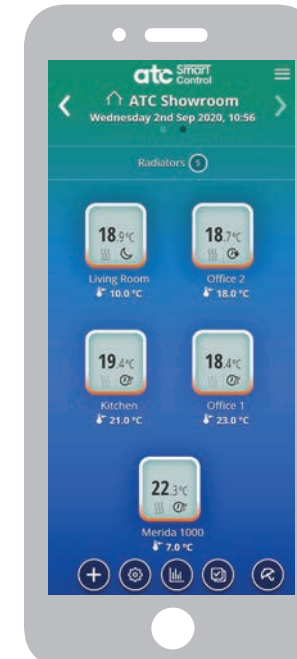 atc Smart Control
ATC Showroom
Wednesday 2nd Sep 2020, 10:56
Radiators 5
18.9°C
18.7°C
Living Room
Office 2
10.0 °C
18.0 °C
19.4°C
18.4°C
Kitchen
Office 1
21.0 °C
23.0 °C
22.3°C
Merida 1000
7.0 °C